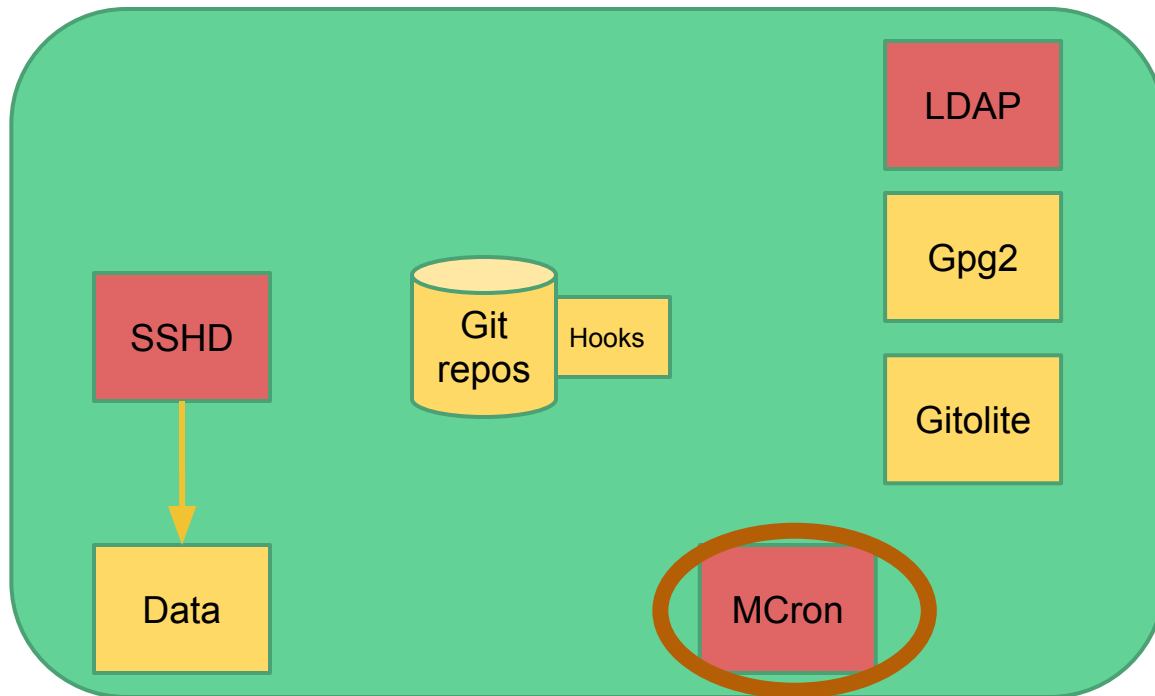 LDAP
Gpg2
SSHD
Git
repos
Hooks
Gitolite
Data
MCron